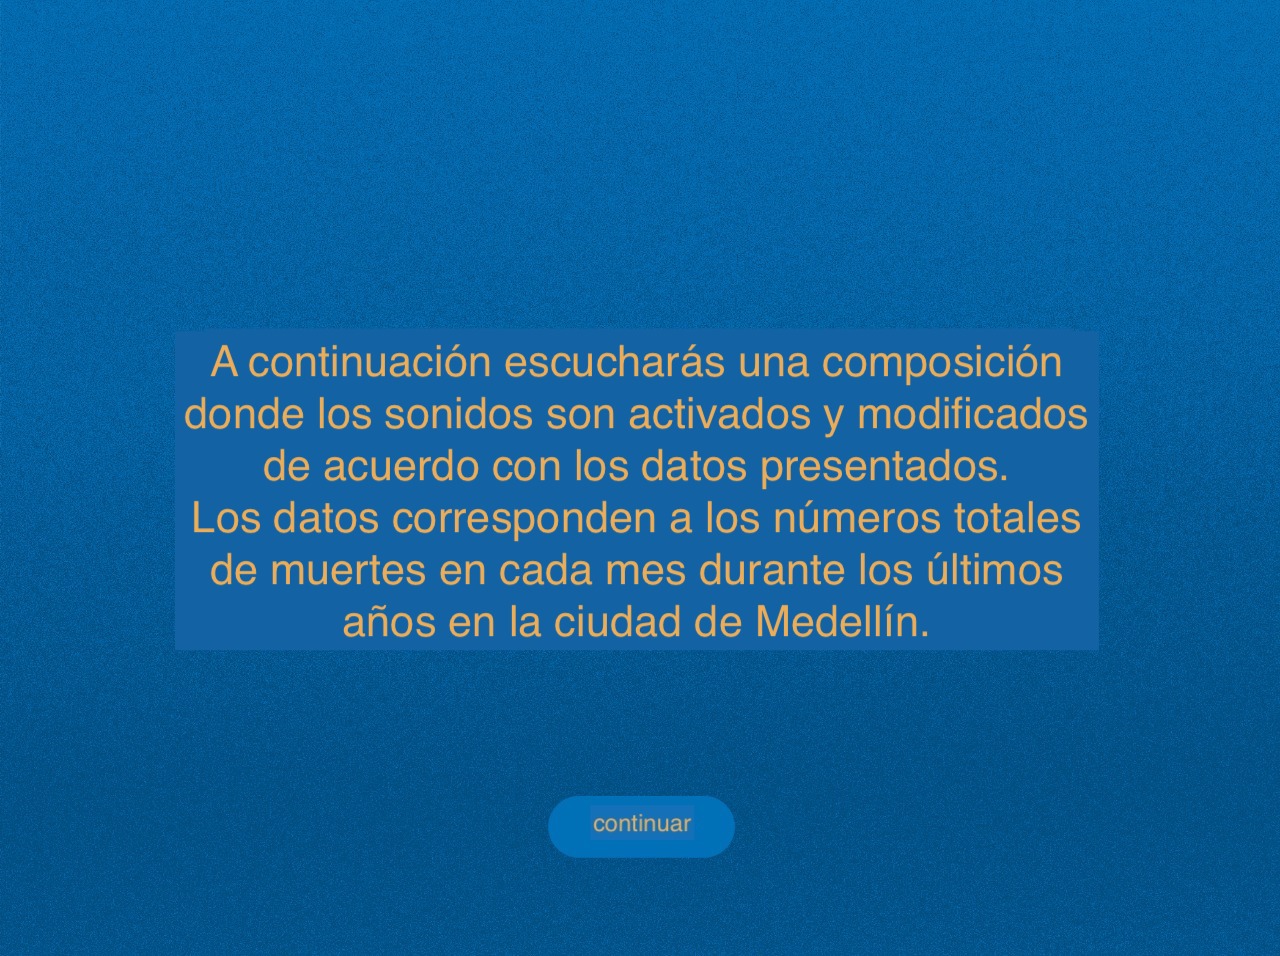 A continuación escucharás una composición
donde los sonidos son activados y modificados
de acuerdo con los datos presentados.
Los datos corresponden a los números totales
de muertes en cada mes durante los últimos
años en la ciudad de Medellín.
continuar